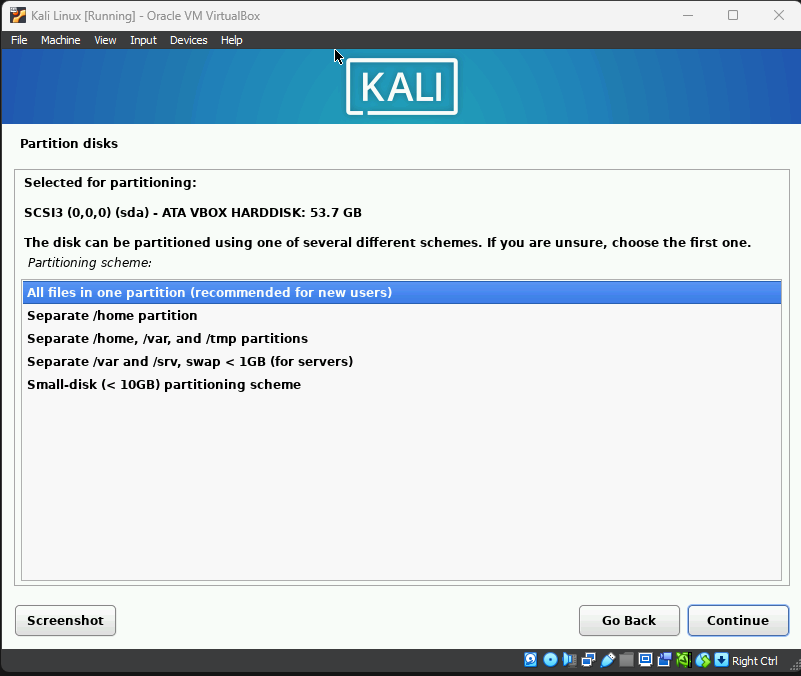 Kali Linux [Running] - Oracle VM VirtualBox
File Machine View Input Devices Help
KALI
Partition disks
Selected for partitioning:
SCSI3 (0,0,0) (sda) - ATA VBOX HARDDISK: 53.7 GB
The disk can be partitioned using one of several different schemes. If you are unsure, choose the first one.
Partitioning scheme:
All files in one partition (recommended for new users)
Separate /home partition
Separate /home, /var, and /tmp partitions
Separate /var and /srv, swap < 1GB (for servers)
Small-disk (< 10GB) partitioning scheme
Screenshot Go Back Continue
Right Ctrl